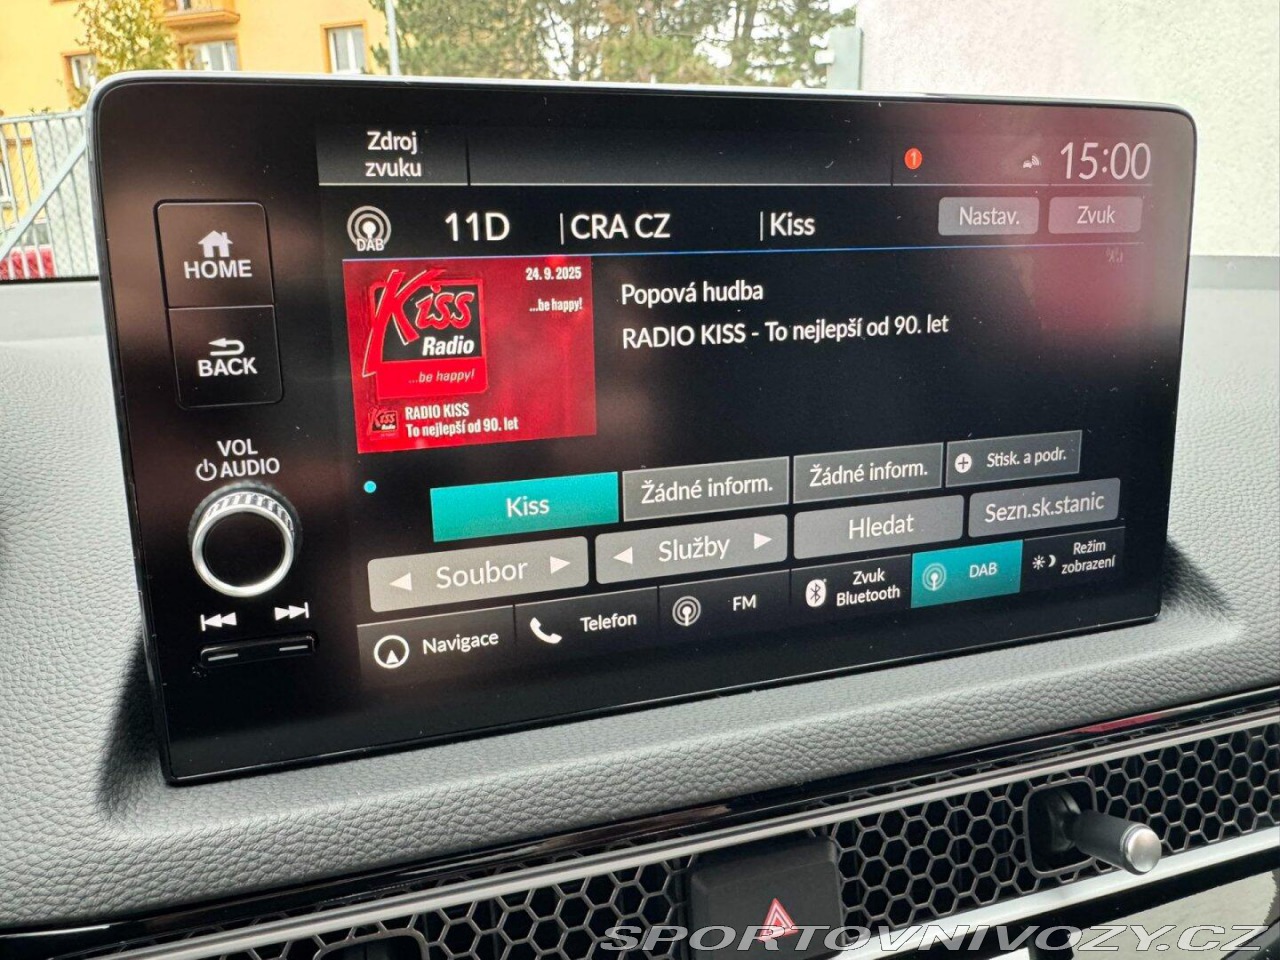 Zdroj
zvuku
1
15:00
DAB
11D
CRA CZ
Kiss
Nastav.
Zvuk
HOME
BACK
VOL
AUDIO
24. 9. 2025
...be happy!
Kiss
Radio
...be happy!
Kiss
Radio
RADIO KISS
To nejlepší od 90. let
Popová hudba
RADIO KISS - To nejlepší od 90. let
Kiss
Žádné inform.
Žádné inform.
Stisk. a podr.
Soubor
Služby
Hledat
Sezn.sk.stanic
Navigace
Telefon
FM
Zvuk
Bluetooth
DAB
Režim
zobrazení
SPORTOVNIVOZY.CZ